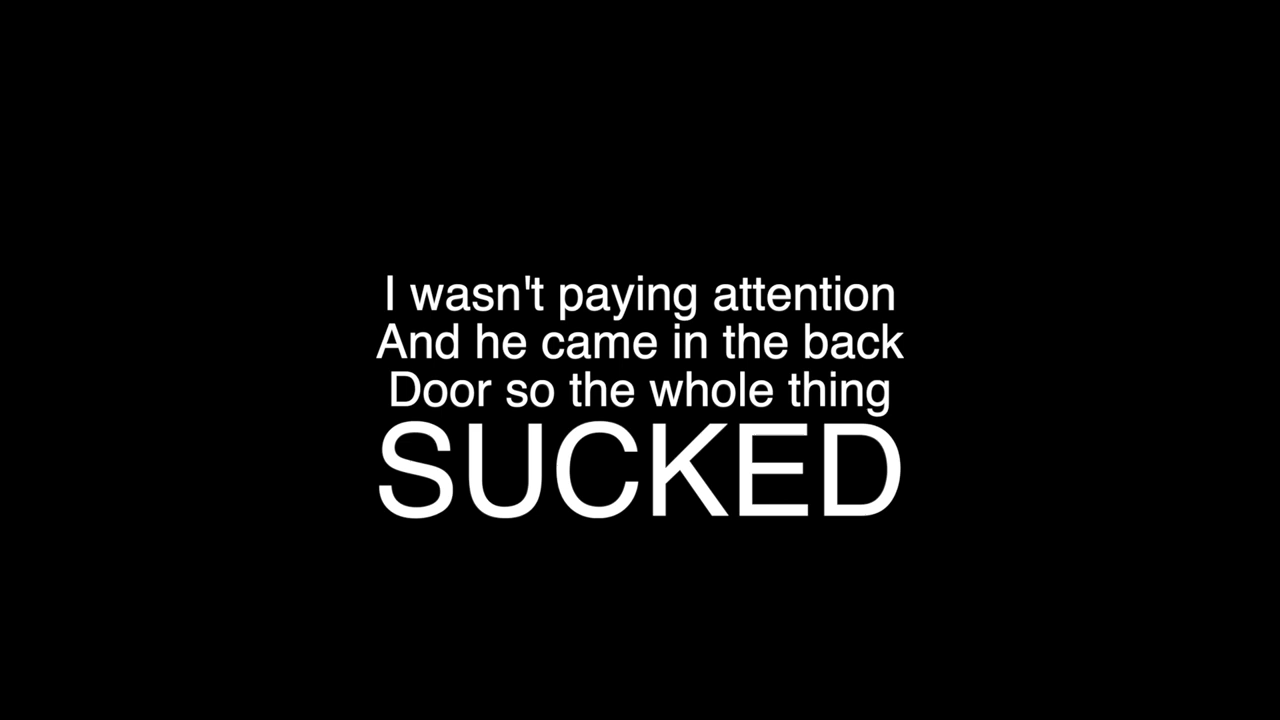 I wasn't paying attention
And he came in the back
Door so the whole thing
SUCKED